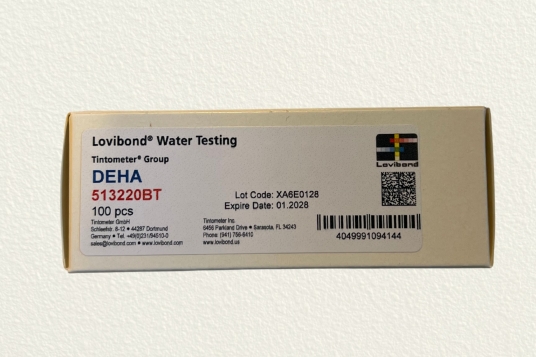 Lovibond® Water Testing
Tintometer® Group
DEHA
513220BT
100 pcs
Lovibond
Lot Code: XA6E0128
Expire Date: 01.2028
Tintometer GmbH
Schleefstr. 8-12 • 44287 Dortmund
Germany • Tel. +49(0)231/94510-0
sales@lovibond.com • www.lovibond.com
Tintometer Inc.
6456 Parkland Drive • Sarasota, FL 34243
Phone: (941) 756-6410
www.lovibond.us
4049991094144